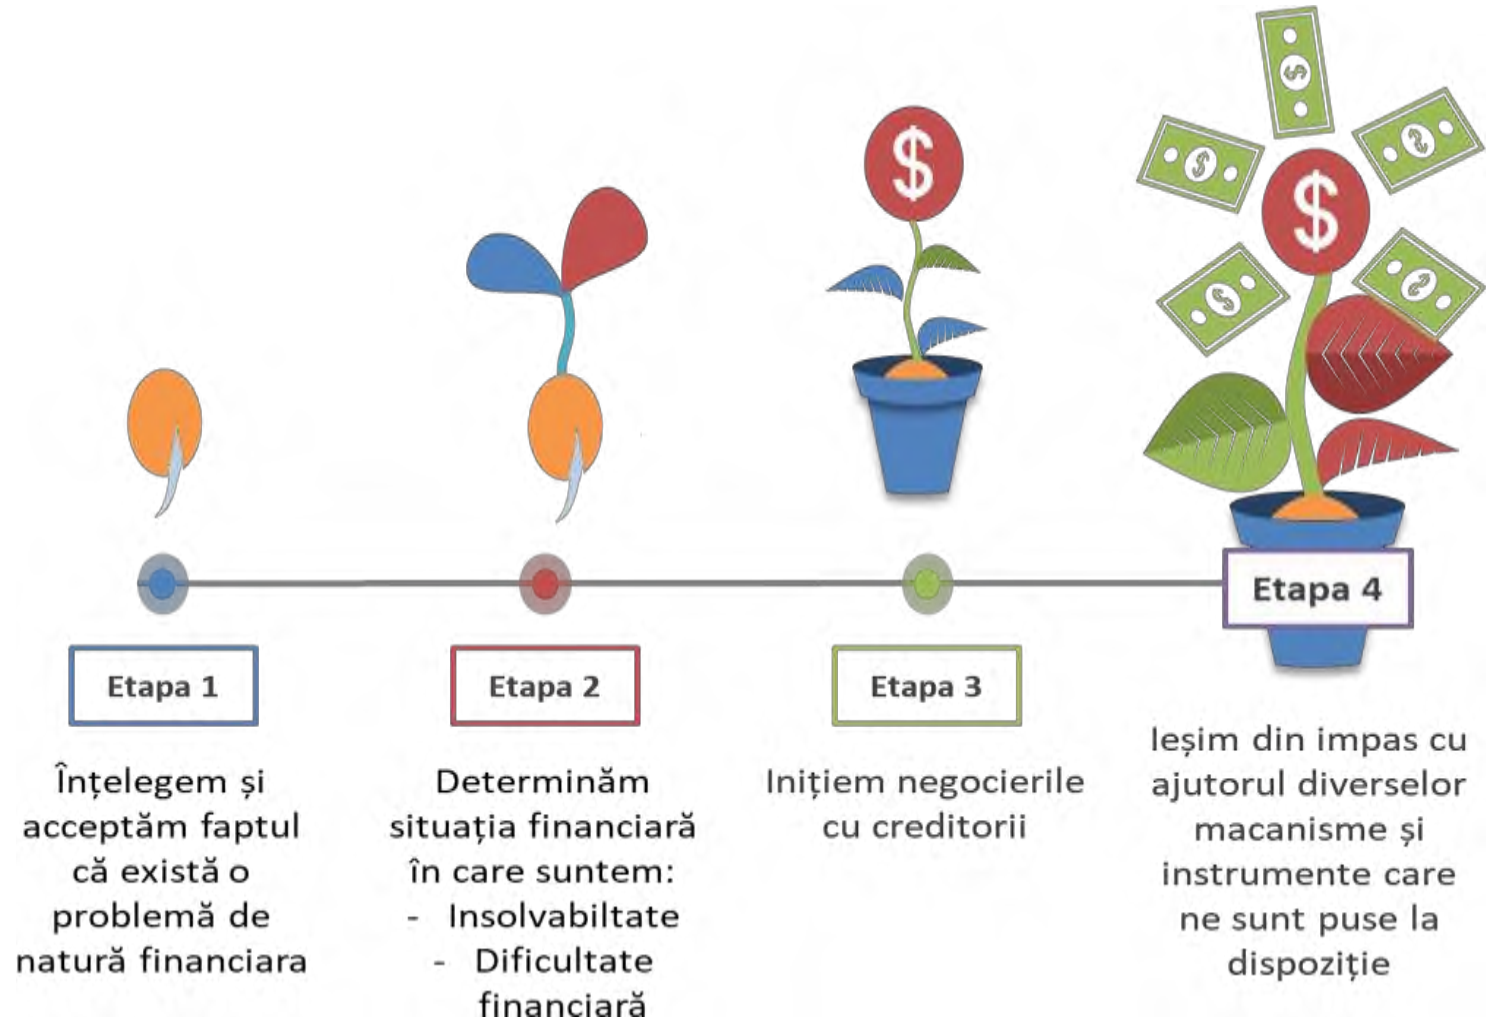 Etapa 1
Înțelegem și
acceptăm faptul
că există o
problemă de
natură financiara
Etapa 2
Determinăm
situația financiară
în care suntem:
- Insolvabiltate
- Dificultate
financiară
Etapa 3
Inițiem negocierile
cu creditorii
Etapa 4
Ieșim din impas cu
ajutorul diverselor
macanisme și
instrumente care
ne sunt puse la
dispoziție
$
$
$
$
$
$
$